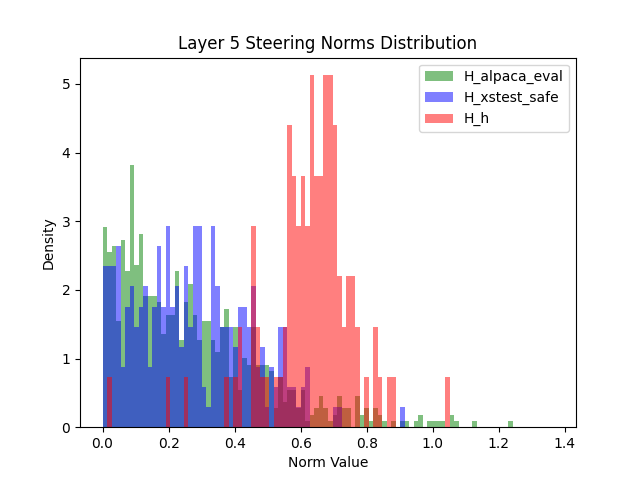 Layer 5 Steering Norms Distribution
H_alpaca_eval
H_xstest_safe
H_h
Density
5
4
3
2
1
0
0.0 0.2 0.4 0.6 0.8 1.0 1.2 1.4
Norm Value